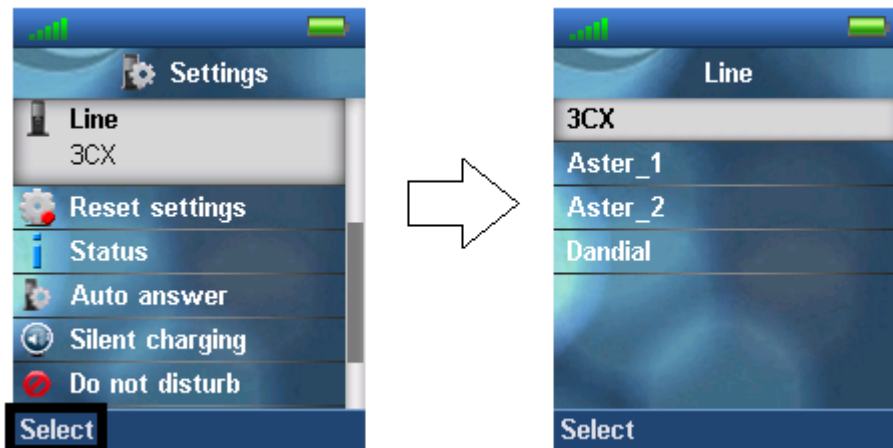 Settings
Line
3CX
Reset settings
Status
Auto answer
Silent charging
Do not disturb
Select
Line
3CX
Aster_1
Aster_2
Dandial
Select